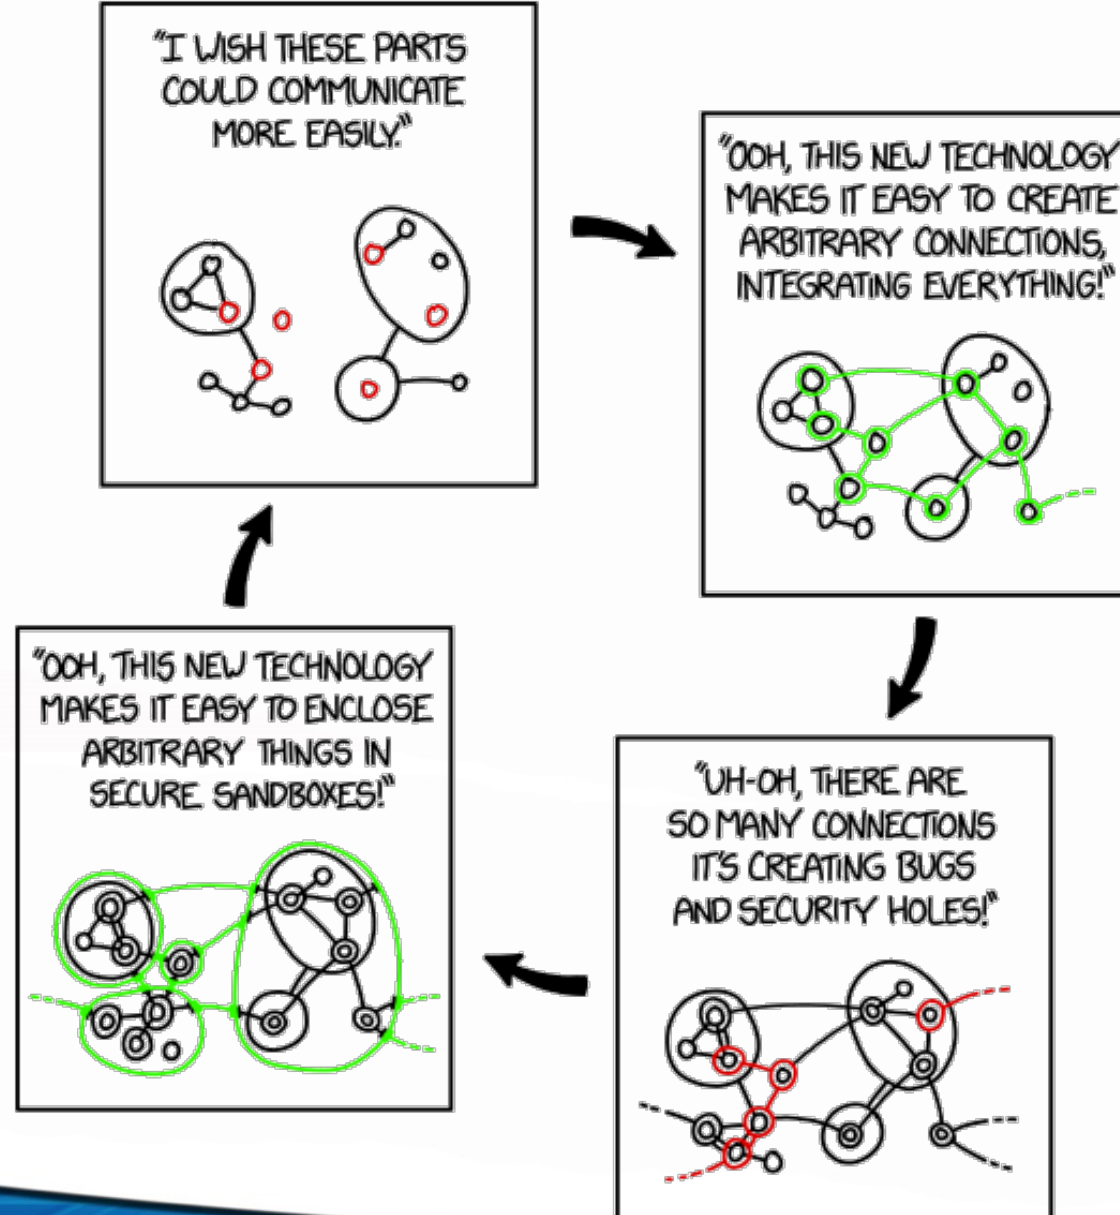 "I WISH THESE PARTS
COULD COMMUNICATE
MORE EASILY."
"OOH, THIS NEW TECHNOLOGY
MAKES IT EASY TO CREATE
ARBITRARY CONNECTIONS,
INTEGRATING EVERYTHING!"
"UH-OH, THERE ARE
SO MANY CONNECTIONS
IT'S CREATING BUGS
AND SECURITY HOLES!"
"OOH, THIS NEW TECHNOLOGY
MAKES IT EASY TO ENCLOSE
ARBITRARY THINGS IN
SECURE SANDBOXES!"